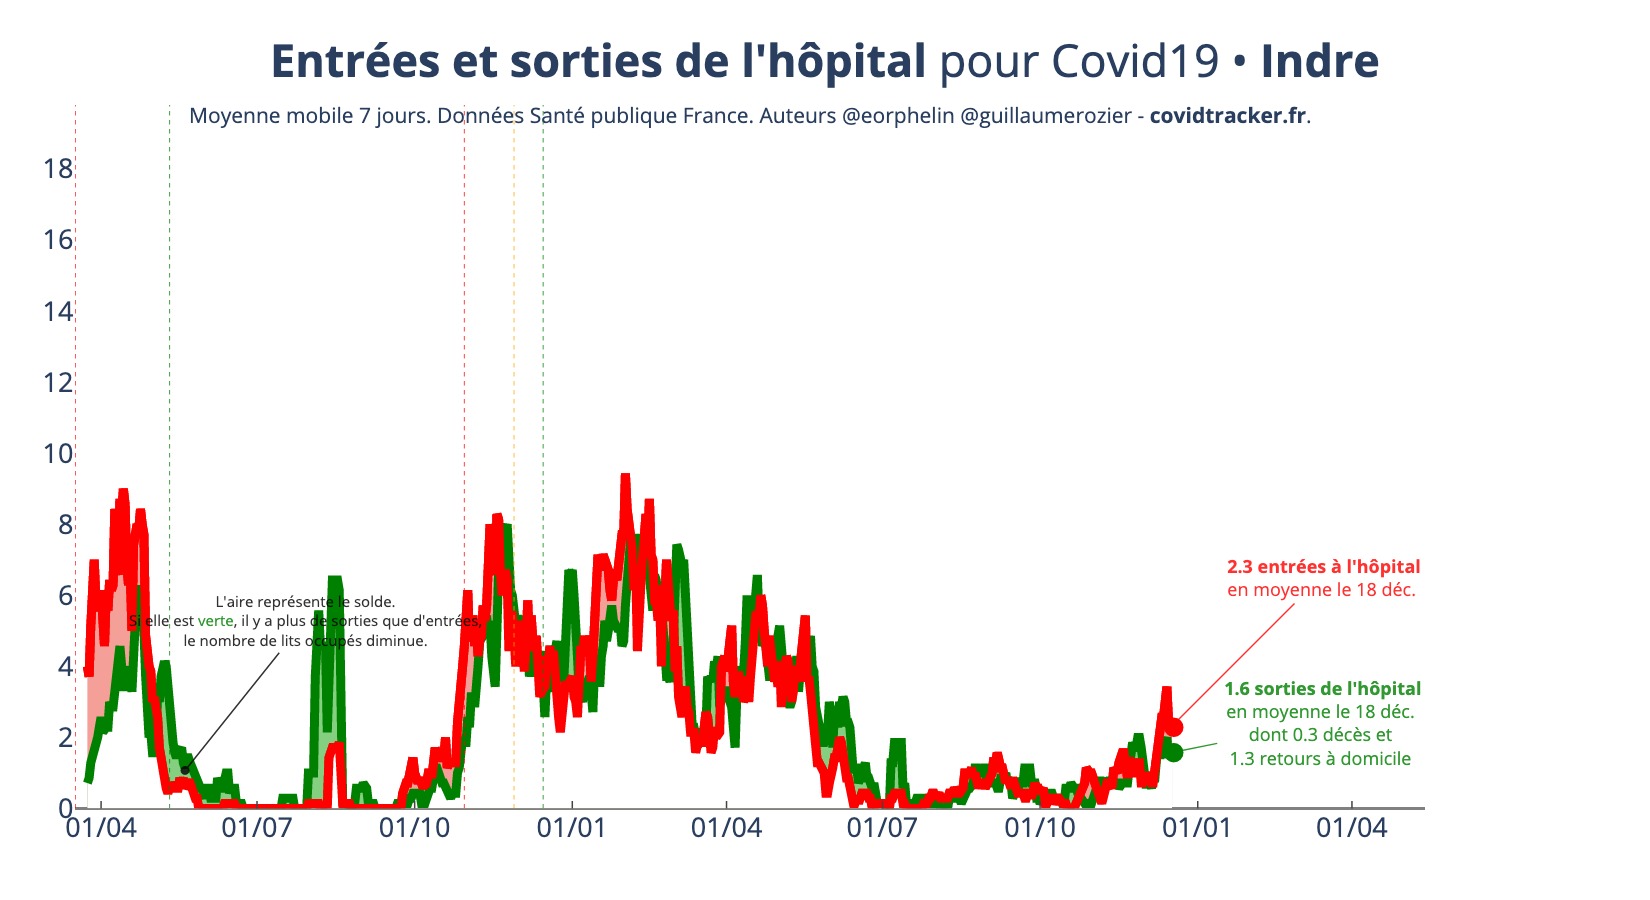 Entrées et sorties de l'hôpital pour Covid19 • Indre
Moyenne mobile 7 jours. Données Santé publique France. Auteurs @eorphelin @guillaumerozier - covidtracker.fr.
18
16
14
12
10
8
6
4
2
0
L'aire représente le solde.
Si elle est verte, il y a plus de sorties que d'entrées,
le nombre de lits occupés diminue.
2.3 entrées à l'hôpital
en moyenne le 18 déc.
1.6 sorties de l'hôpital
en moyenne le 18 déc.
dont 0.3 décès et
1.3 retours à domicile
01/04 01/07 01/10 01/01 01/04 01/07 01/10 01/01 01/04